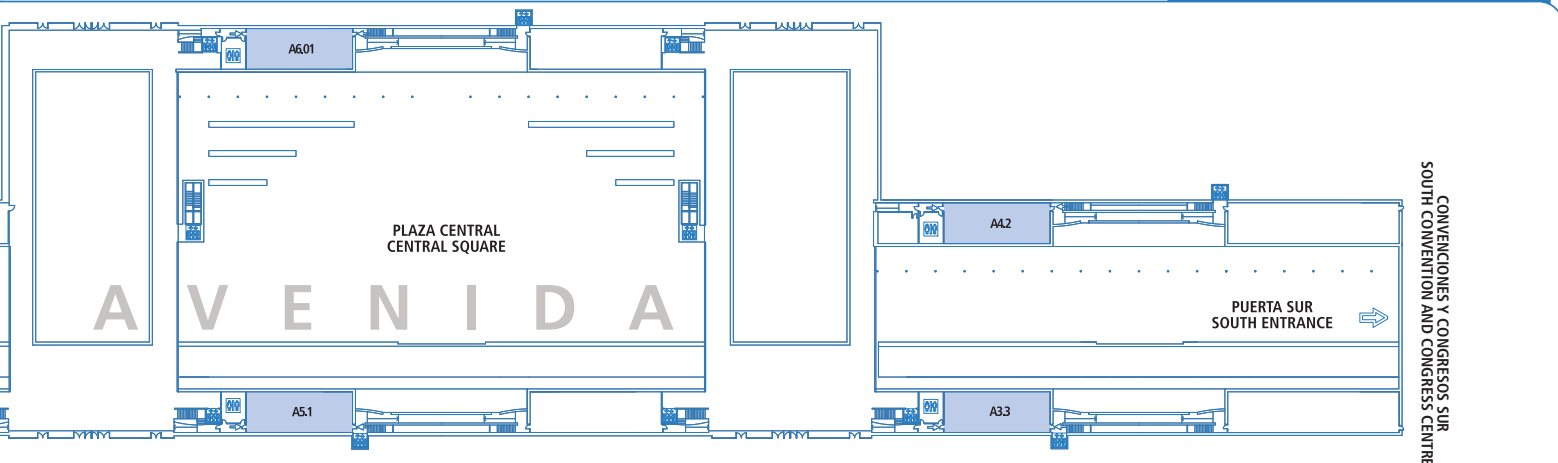 A6.01
PLAZA CENTRAL
CENTRAL SQUARE
A4.2
AVENIDA
PUERTA SUR
SOUTH ENTRANCE
CONVENCIONES Y CONGRESOS SUR
SOUTH CONVENTION AND CONGRESS CENTRE
A5.1
A3.3